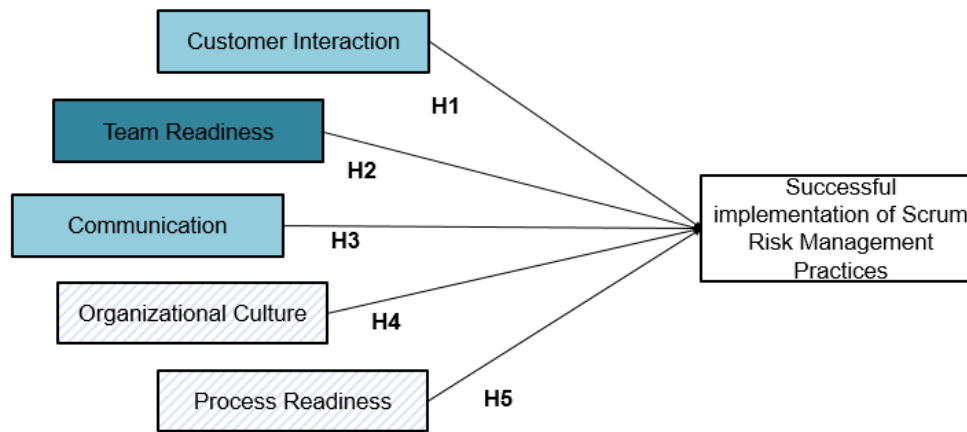 Customer Interaction
H1
Team Readiness
H2
Communication
H3
Successful
implementation of Scrum
Risk Management
Practices
Organizational Culture
H4
Process Readiness
H5